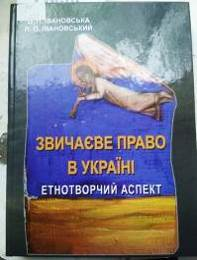 О. П. ІВАНОВСЬКА
П. О. ІВАНОВСЬКИЙ
ЗВИЧАЄВЕ ПРАВО
В УКРАЇНІ
ЕТНОТВОРЧИЙ АСПЕКТ